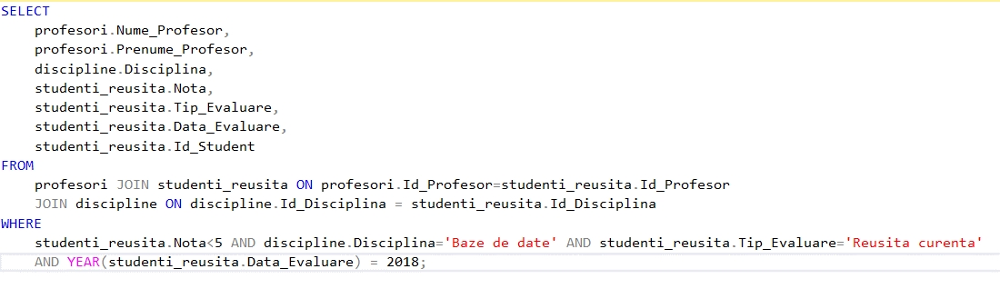 SELECT
profesori.Nume_Profesor,
profesori.Prenume_Profesor,
discipline.Disciplina,
studenti_reusita.Nota,
studenti_reusita.Tip_Evaluare,
studenti_reusita.Data_Evaluare,
studenti_reusita.Id_Student
FROM
profesori JOIN studenti_reusita ON profesori.Id_Profesor=studenti_reusita.Id_Profesor
JOIN discipline ON discipline.Id_Disciplina = studenti_reusita.Id_Disciplina
WHERE
studenti_reusita.Nota<5 AND discipline.Disciplina='Baze de date' AND studenti_reusita.Tip_Evaluare='Reusita curenta'
AND YEAR(studenti_reusita.Data_Evaluare) = 2018;